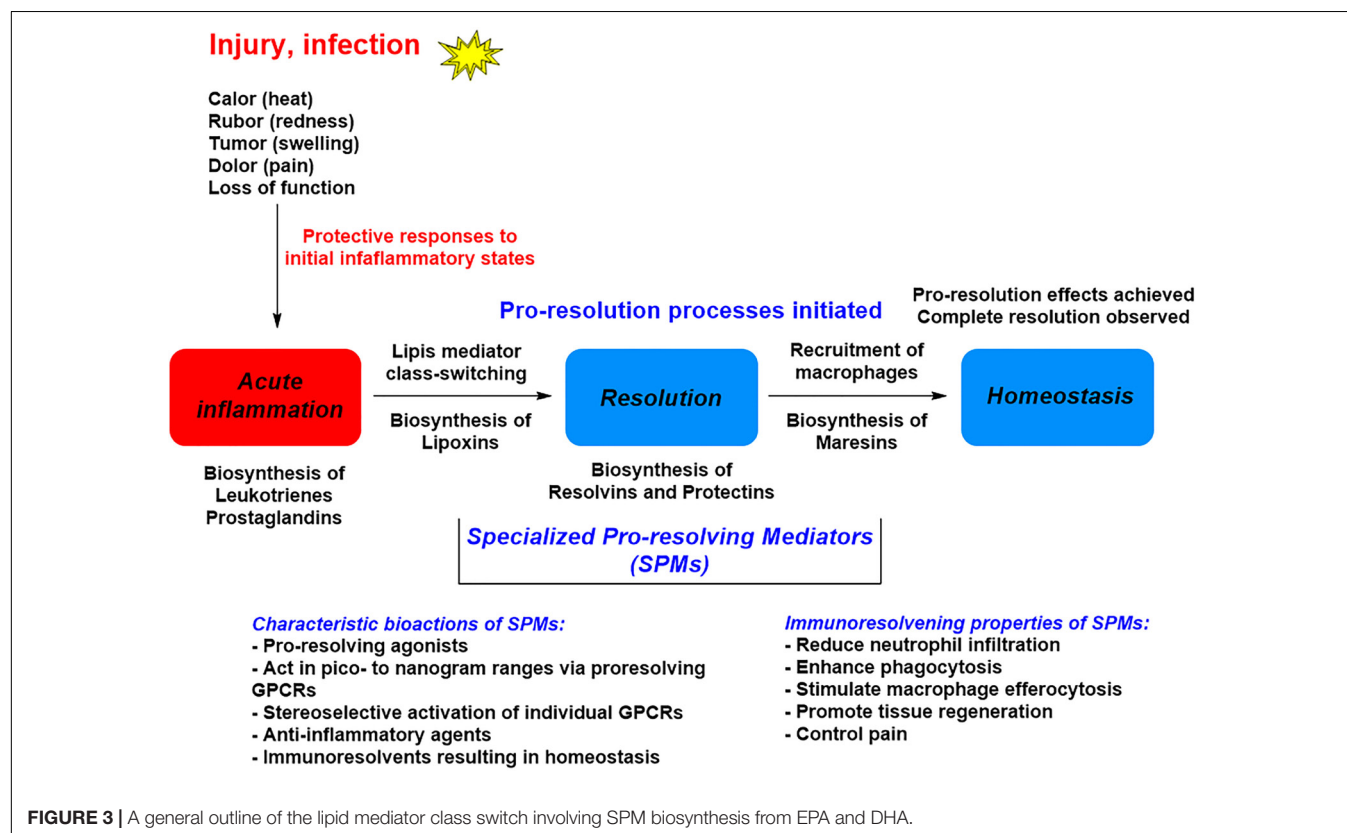 Injury, infection
Calor (heat)
Rubor (redness)
Tumor (swelling)
Dolor (pain)
Loss of function
Protective responses to
initial infaflammatory states
Pro-resolution processes initiated
Pro-resolution effects achieved
Complete resolution observed
Acute
inflammation
Lipis mediator
class-switching
Biosynthesis of
Lipoxins
Resolution
Recruitment of
macrophages
Biosynthesis of
Maresins
Homeostasis
Biosynthesis of
Leukotrienes
Prostaglandins
Biosynthesis of
Resolvins and Protectins
Specialized Pro-resolving Mediators
(SPMs)
Characteristic bioactions of SPMs:
- Pro-resolving agonists
- Act in pico- to nanogram ranges via proresolving
GPCRs
- Stereoselective activation of individual GPCRs
- Anti-inflammatory agents
- Immunoresolvents resulting in homeostasis
Immunoresolvening properties of SPMs:
- Reduce neutrophil infiltration
- Enhance phagocytosis
- Stimulate macrophage efferocytosis
- Promote tissue regeneration
- Control pain
FIGURE 3 | A general outline of the lipid mediator class switch involving SPM biosynthesis from EPA and DHA.